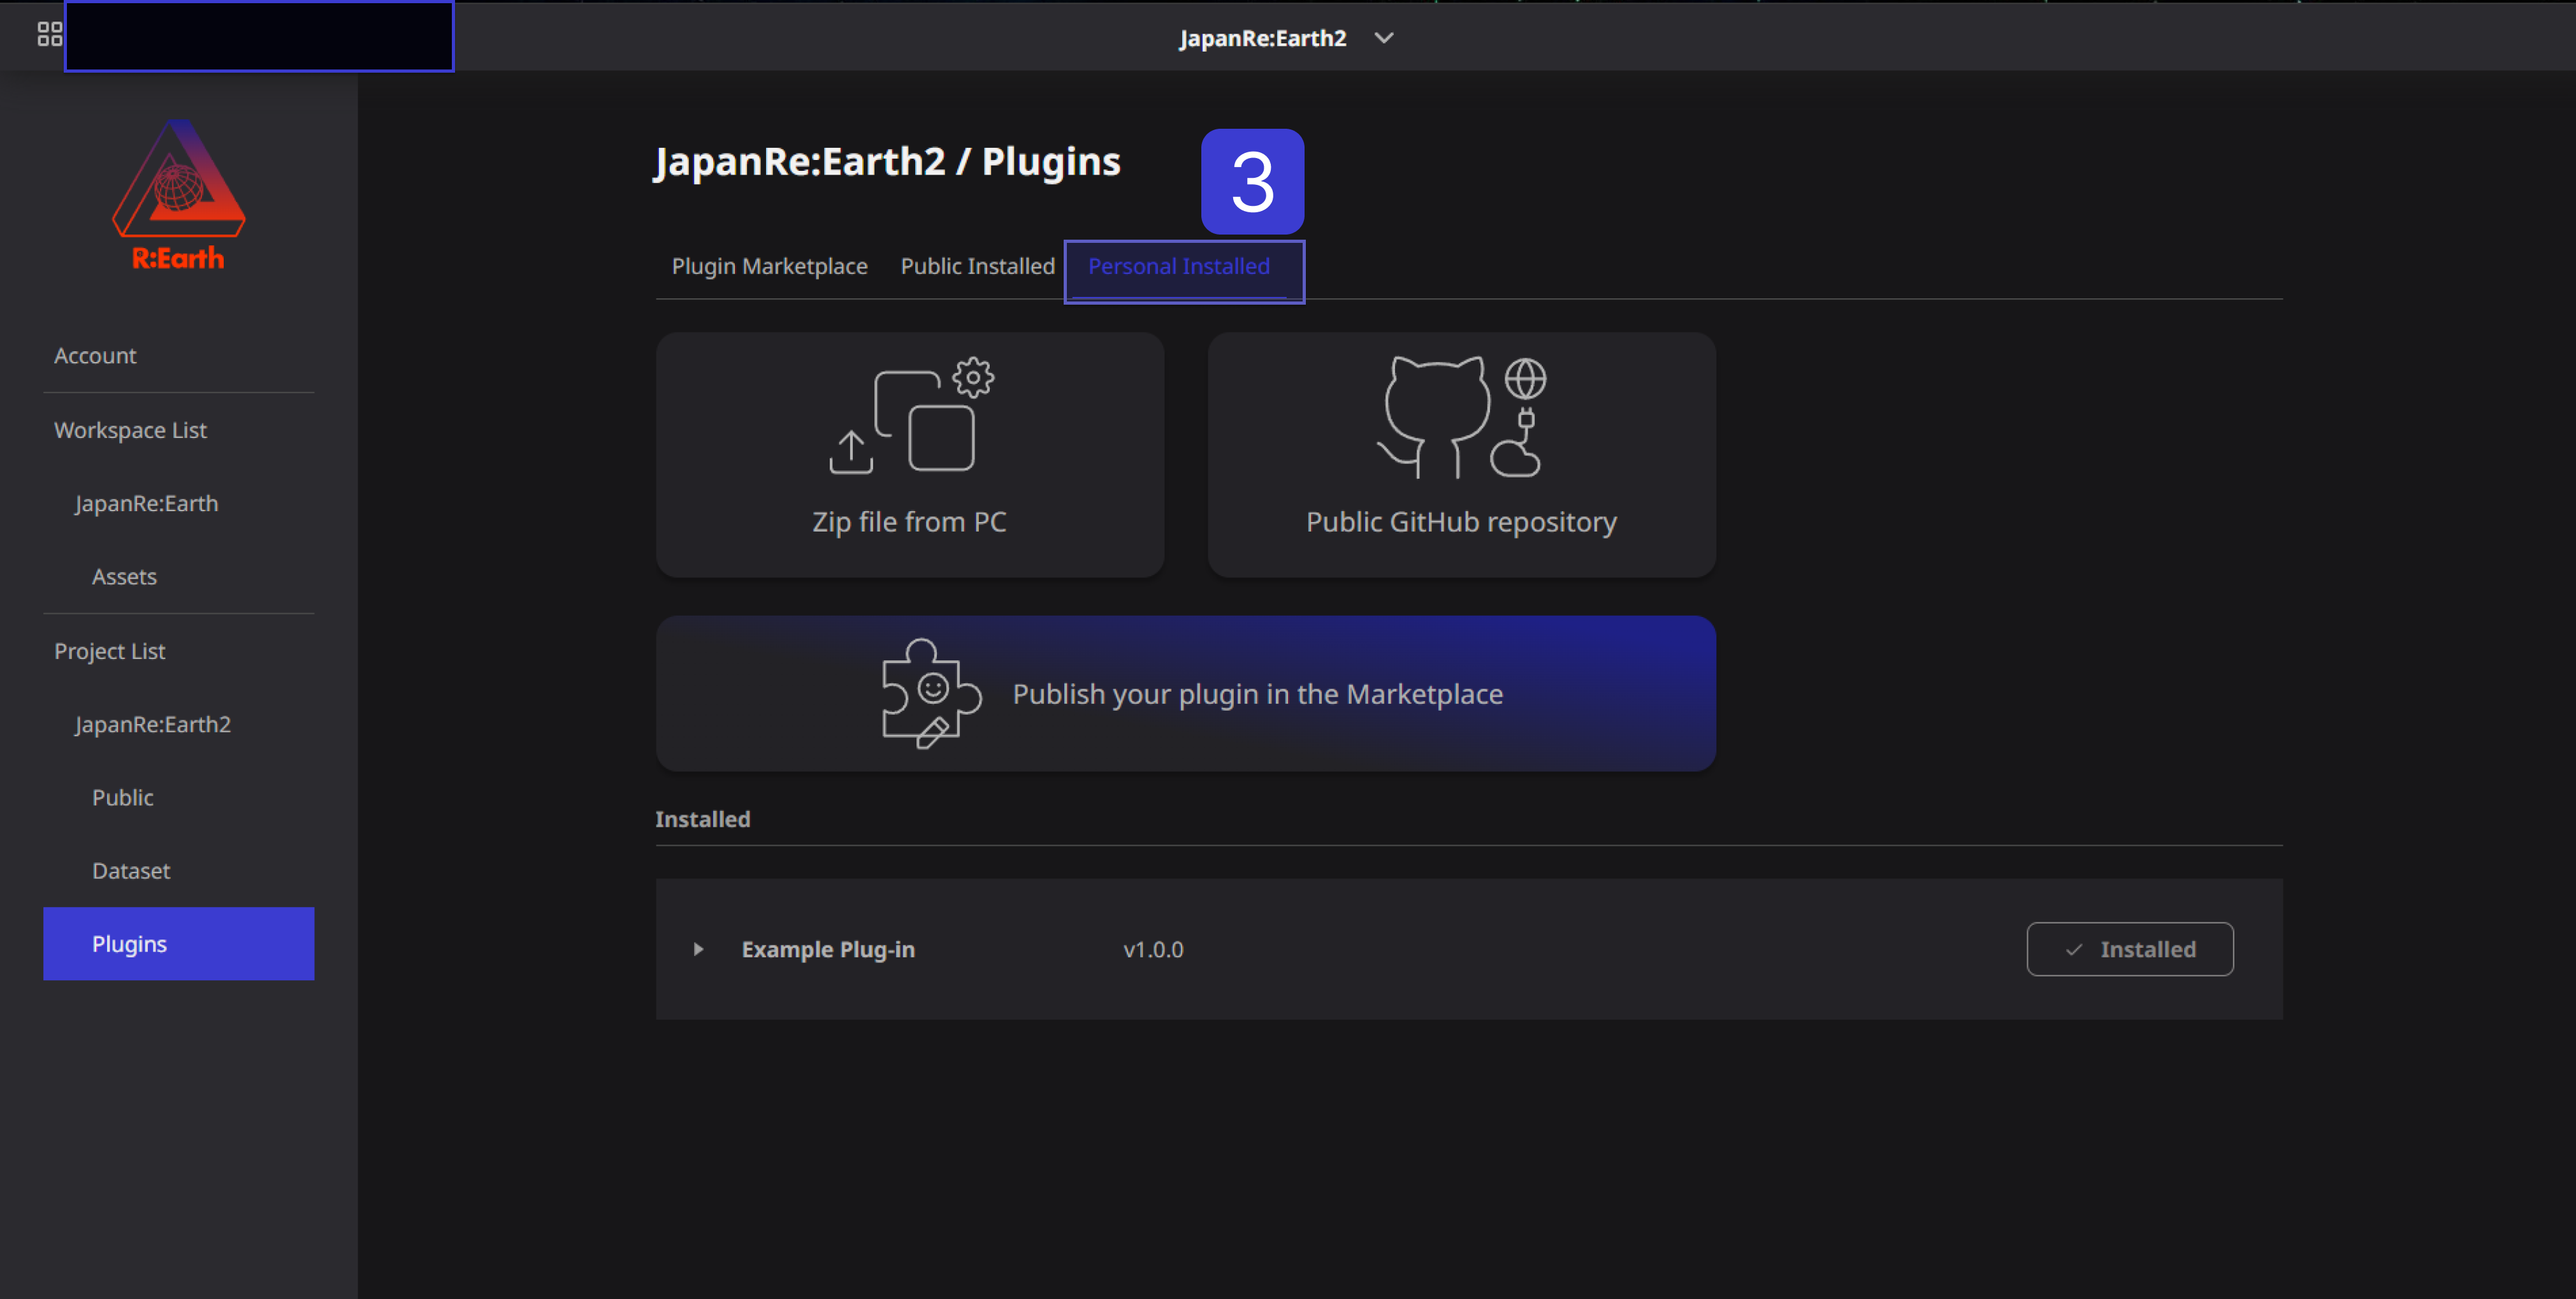 JapanRe:Earth2
R:Earth
Account
Workspace List
JapanRe:Earth
Assets
Project List
JapanRe:Earth2
Public
Dataset
Plugins
JapanRe:Earth2 / Plugins
3
Plugin Marketplace
Public Installed
Personal Installed
Zip file from PC
Public GitHub repository
Publish your plugin in the Marketplace
Installed
Example Plug-in
v1.0.0
Installed